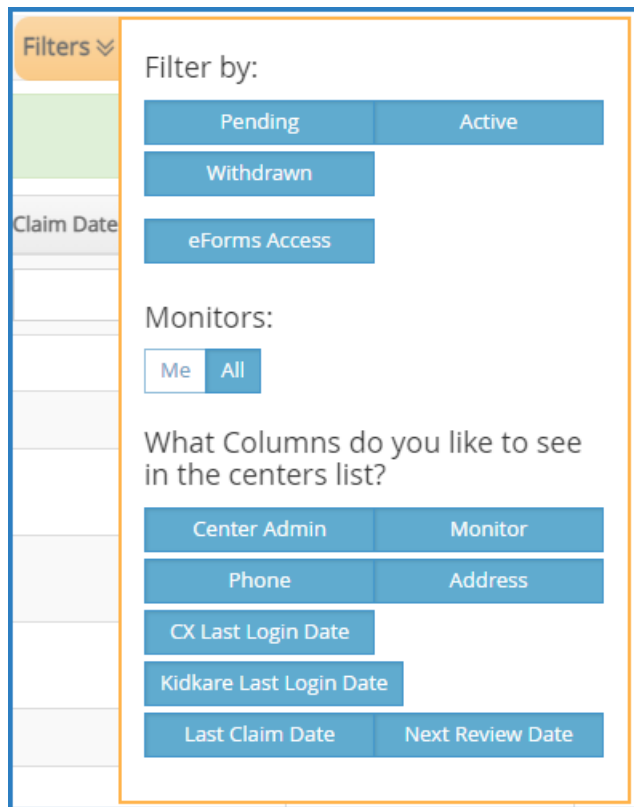 Filters
Filter by:
Pending Active
Withdrawn
Claim Date
eForms Access
Monitors:
Me All
What Columns do you like to see
in the centers list?
Center Admin Monitor
Phone Address
CX Last Login Date
Kidkare Last Login Date
Last Claim Date Next Review Date